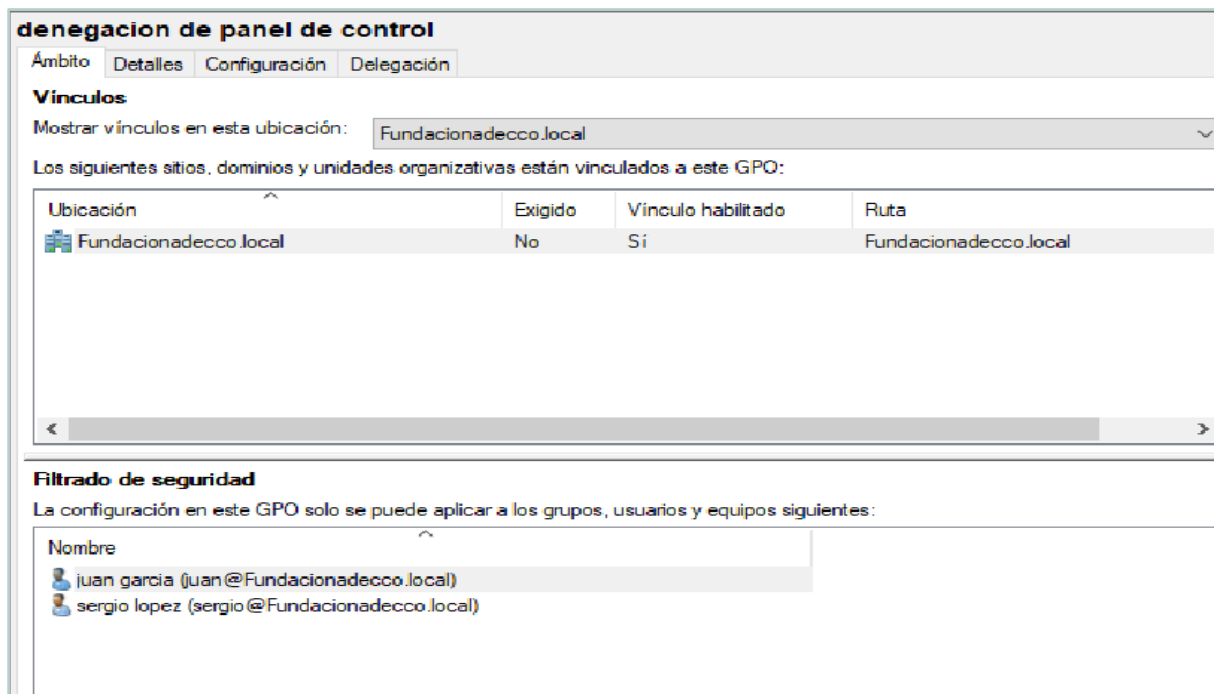 denegacion de panel de control
Ámbito Detalles Configuración Delegación
Vínculos
Mostrar vínculos en esta ubicación: Fundacionadecco.local
Los siguientes sitios, dominios y unidades organizativas están vinculados a este GPO:
Ubicación Exigido Vínculo habilitado Ruta
Fundacionadecco.local No Sí Fundacionadecco.local
Filtrado de seguridad
La configuración en este GPO solo se puede aplicar a los grupos, usuarios y equipos siguientes:
Nombre
juan garcia (juan@Fundacionadecco.local)
sergio lopez (sergio@Fundacionadecco.local)